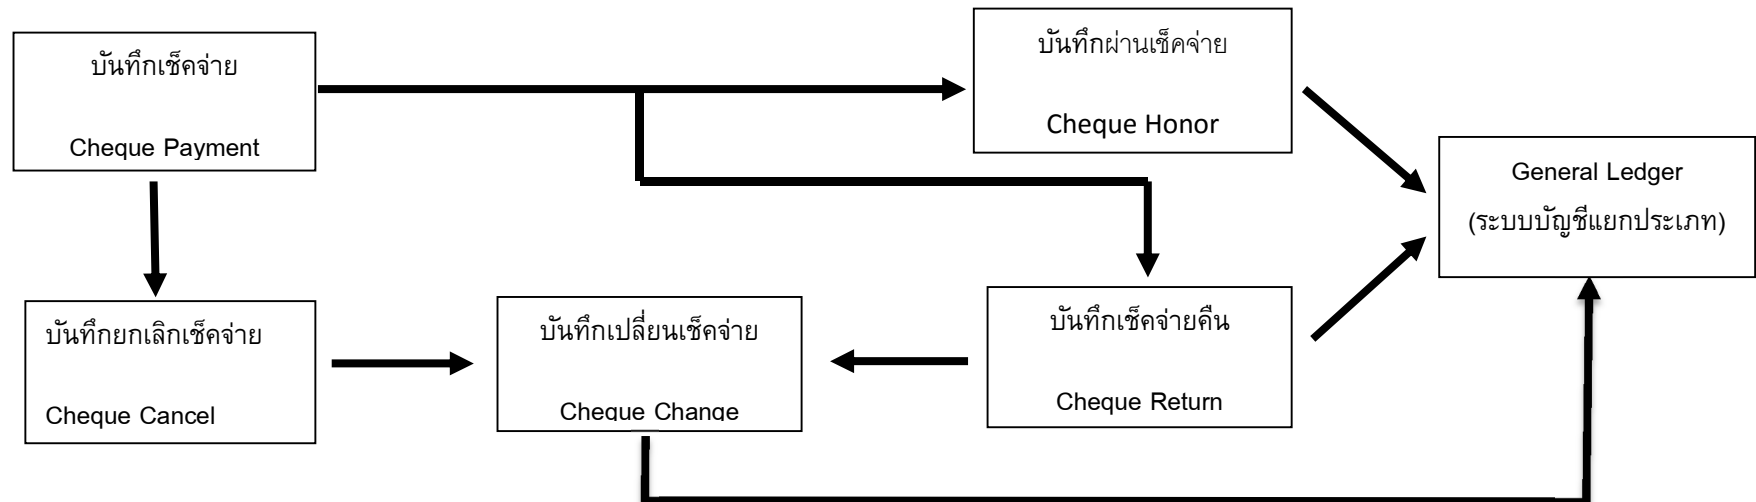 บันทึกเช็คจ่าย
Cheque Payment
บันทึกผ่านเช็คจ่าย
Cheque Honor
General Ledger
(ระบบบัญชีแยกประเภท)
บันทึกยกเลิกเช็คจ่าย
Cheque Cancel
บันทึกเปลี่ยนเช็คจ่าย
Cheque Change
บันทึกเช็คจ่ายคืน
Cheque Return